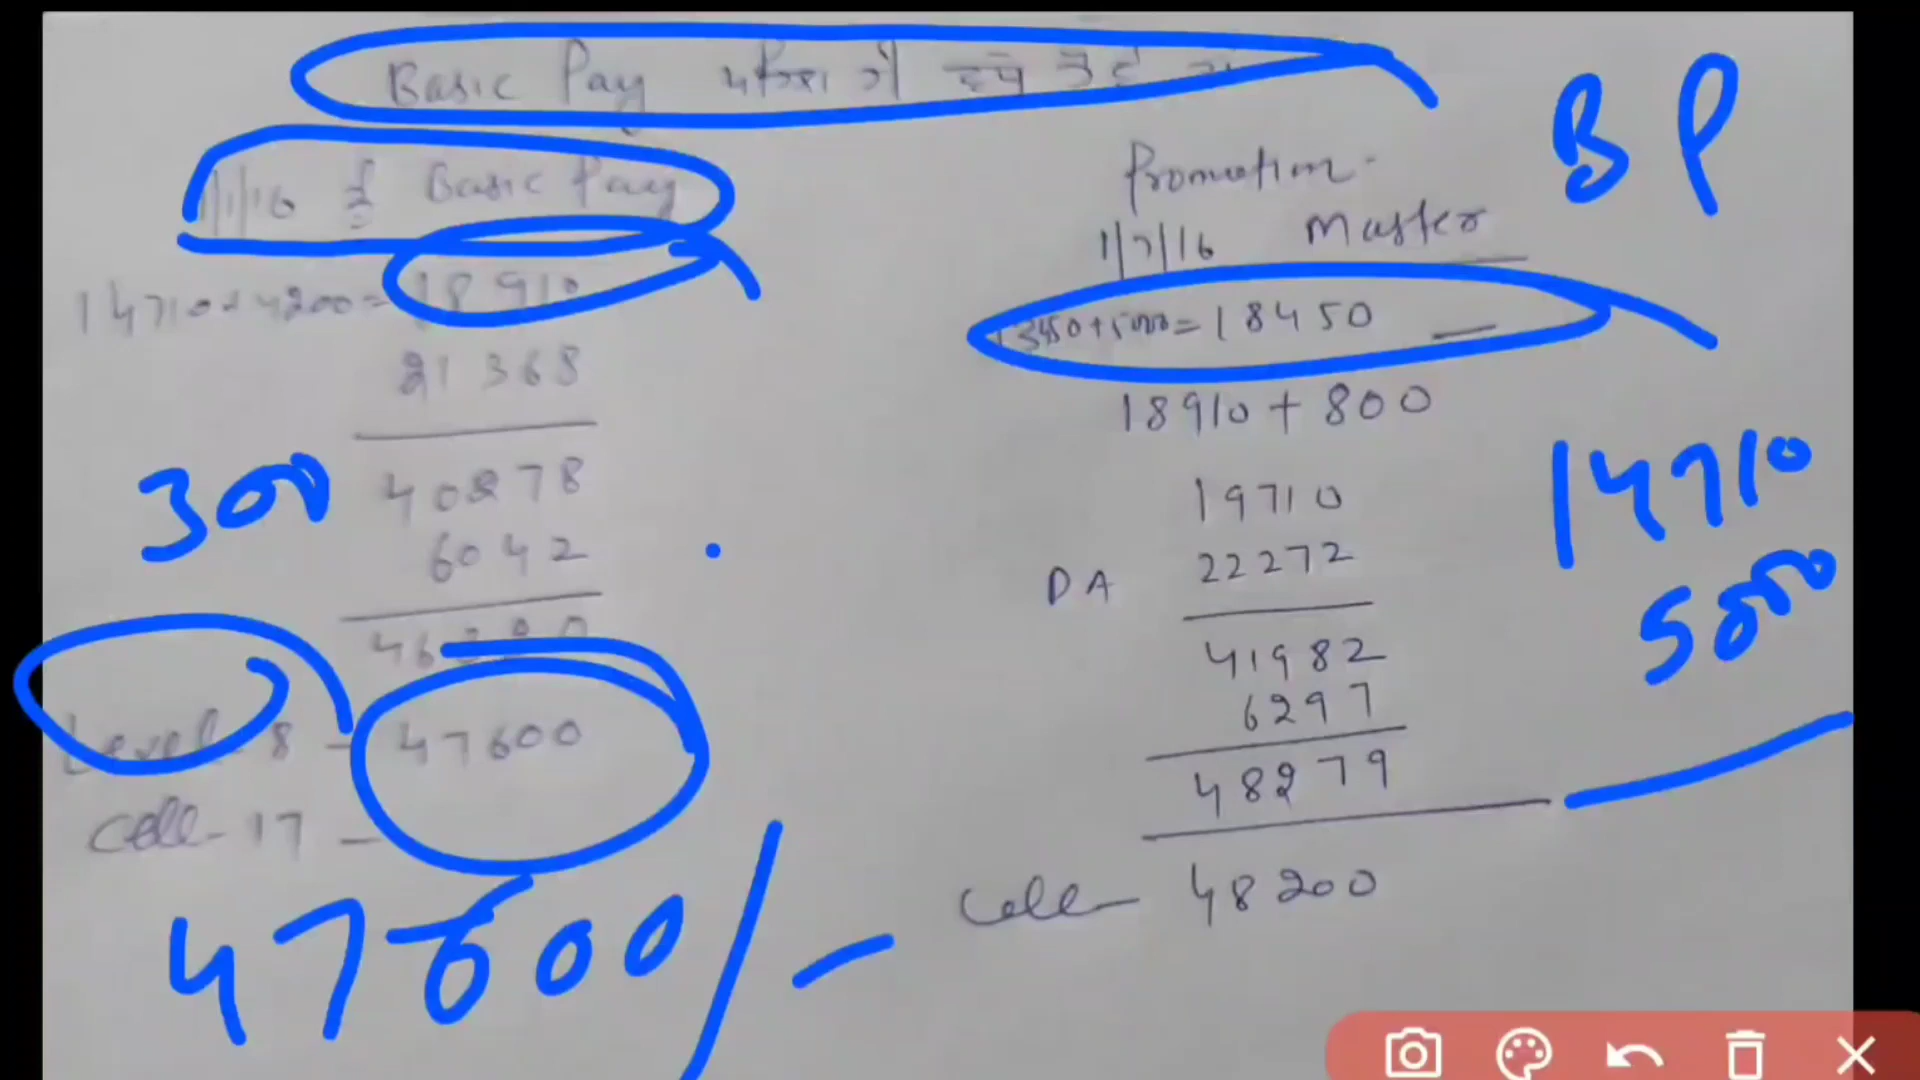 Basic Pay
1/1/16 से Basic Pay
14710+4200=18910
21368
40278
6042
Level-8 - 47600
Cell-17 -
300
47600/-
B P
Promotion-
1/7/16 Master
13450+5000=18450 —
18910+800
19710
DA 22272
41982
6297
48279
Cell- 48200
14710
5000